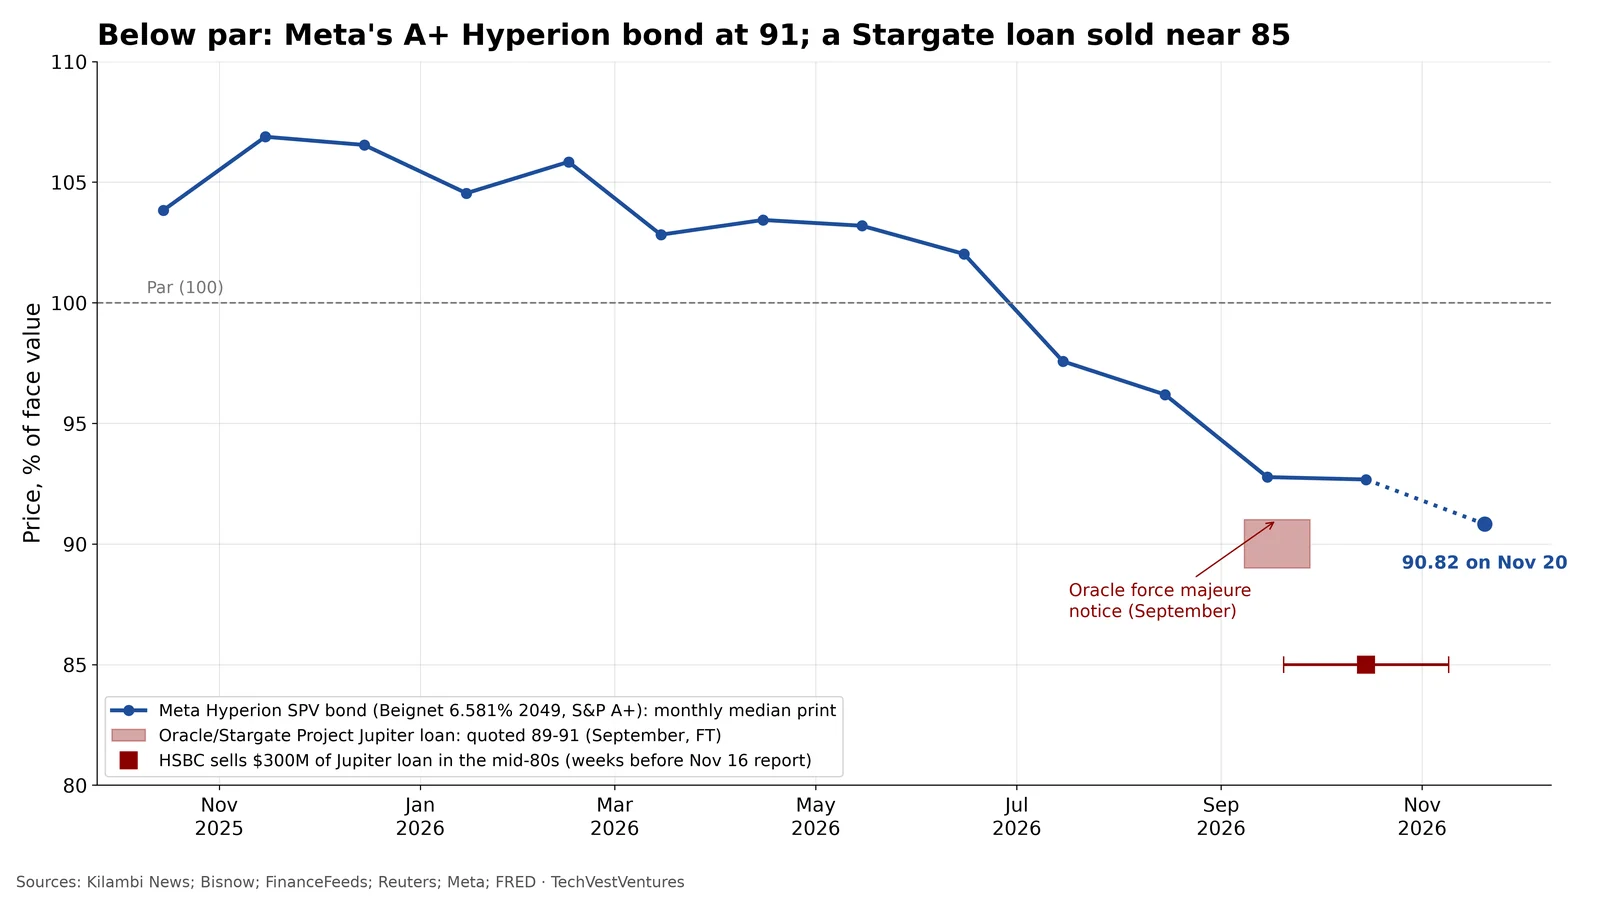 Below par: Meta's A+ Hyperion bond at 91; a Stargate loan sold near 85
Price, % of face value
110
105
100
95
90
85
80
Par (100)
Oracle force majeure
notice (September)
90.82 on Nov 20
Meta Hyperion SPV bond (Beignet 6.581% 2049, S&P A+): monthly median print
Oracle/Stargate Project Jupiter loan: quoted 89-91 (September, FT)
HSBC sells $300M of Jupiter loan in the mid-80s (weeks before Nov 16 report)
Nov
2025
Jan
2026
Mar
2026
May
2026
Jul
2026
Sep
2026
Nov
2026
Sources: Kilambi News; Bisnow; FinanceFeeds; Reuters; Meta; FRED · TechVestVentures